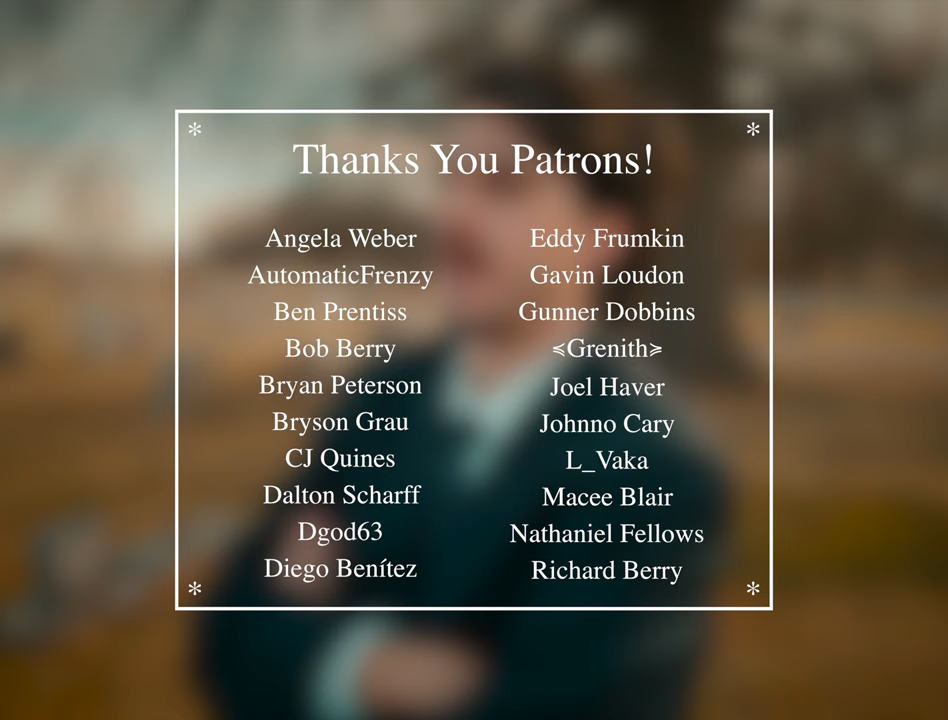 * *
Thanks You Patrons!
Angela Weber
AutomaticFrenzy
Ben Prentiss
Bob Berry
Bryan Peterson
Bryson Grau
CJ Quines
Dalton Scharff
Dgod63
Diego Benítez
Eddy Frumkin
Gavin Loudon
Gunner Dobbins
⪕Grenith⪖
Joel Haver
Johnno Cary
L_Vaka
Macee Blair
Nathaniel Fellows
Richard Berry
* *